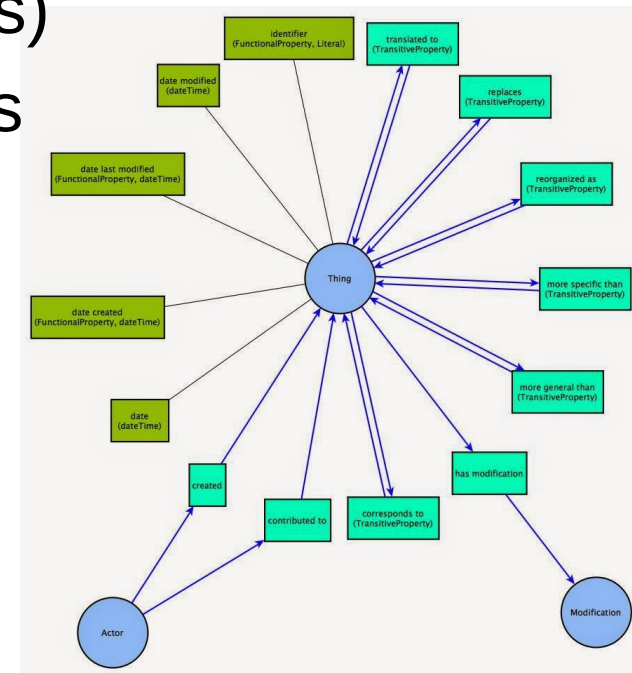 s)
s
identifier
(FunctionalProperty, Literal)
translated to
(TransitiveProperty)
date modified
(dateTime)
replaces
(TransitiveProperty)
date last modified
(FunctionalProperty, dateTime)
reorganized as
(TransitiveProperty)
Thing
more specific than
(TransitiveProperty)
date created
(FunctionalProperty, dateTime)
more general than
(TransitiveProperty)
date
(dateTime)
has modification
created
contributed to
corresponds to
(TransitiveProperty)
Actor
Modification